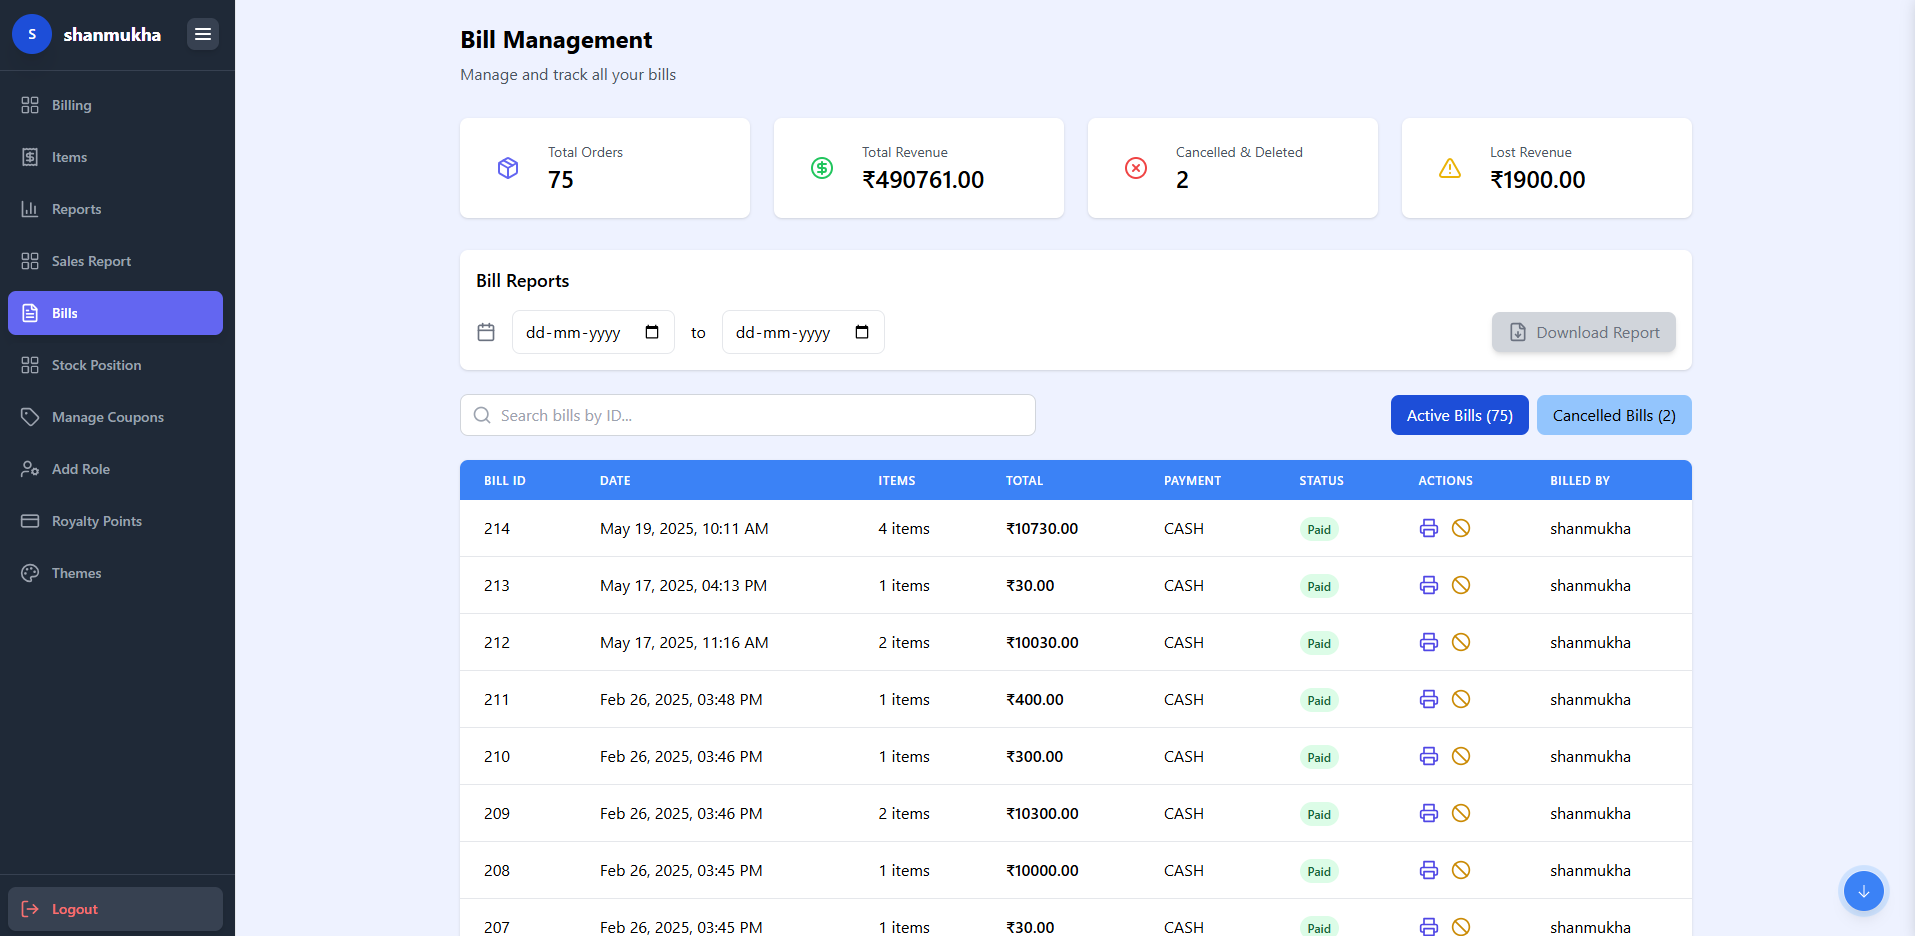 S shanmukha
Billing
Items
Reports
Sales Report
Bills
Stock Position
Manage Coupons
Add Role
Royalty Points
Themes
Logout
Bill Management
Manage and track all your bills
Total Orders
75
Total Revenue
₹490761.00
Cancelled & Deleted
2
Lost Revenue
₹1900.00
Bill Reports
dd-mm-yyyy to dd-mm-yyyy Download Report
Search bills by ID... Active Bills (75) Cancelled Bills (2)
BILL ID DATE ITEMS TOTAL PAYMENT STATUS ACTIONS BILLED BY
214 May 19, 2025, 10:11 AM 4 items ₹10730.00 CASH Paid shanmukha
213 May 17, 2025, 04:13 PM 1 items ₹30.00 CASH Paid shanmukha
212 May 17, 2025, 11:16 AM 2 items ₹10030.00 CASH Paid shanmukha
211 Feb 26, 2025, 03:48 PM 1 items ₹400.00 CASH Paid shanmukha
210 Feb 26, 2025, 03:46 PM 1 items ₹300.00 CASH Paid shanmukha
209 Feb 26, 2025, 03:46 PM 2 items ₹10300.00 CASH Paid shanmukha
208 Feb 26, 2025, 03:45 PM 1 items ₹10000.00 CASH Paid shanmukha
207 Feb 26, 2025, 03:45 PM 1 items ₹30.00 CASH Paid shanmukha